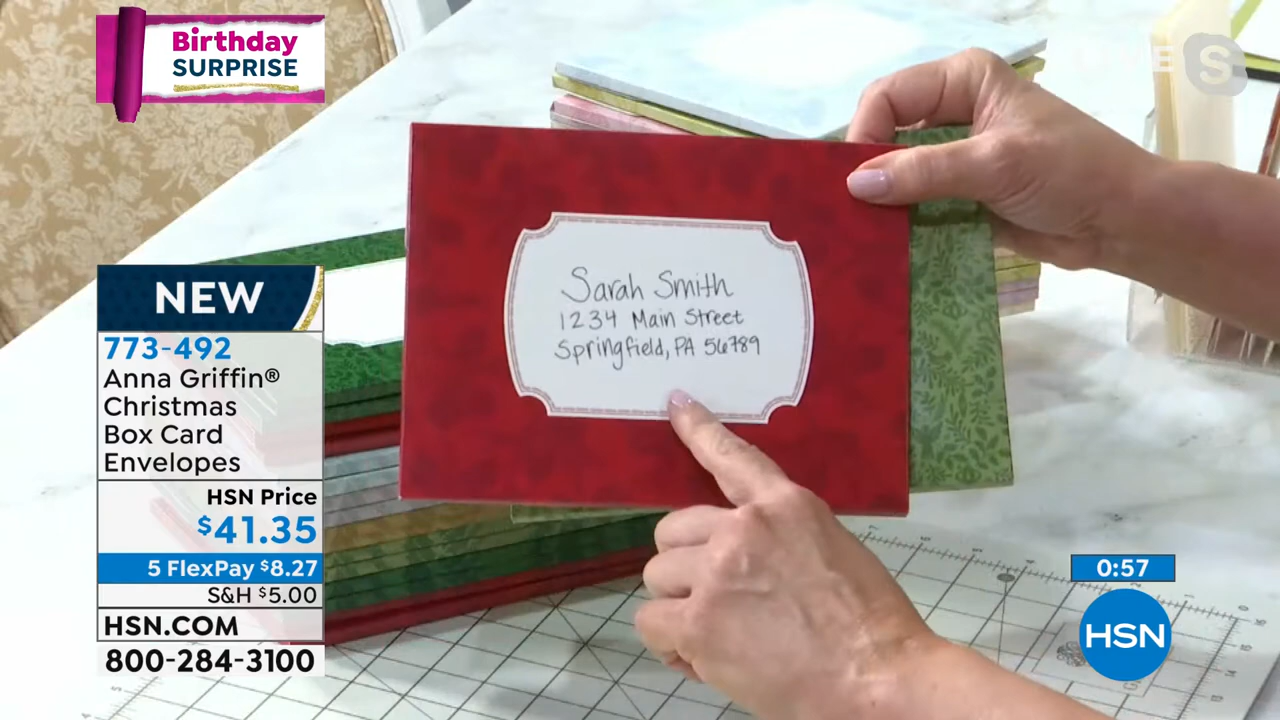 Birthday
SURPRISE
LIVE S
NEW
773-492
Anna Griffin®
Christmas
Box Card
Envelopes
HSN Price
$41.35
5 FlexPay $8.27
S&H $5.00
HSN.COM
800-284-3100
Sarah Smith
1234 Main Street
Springfield, PA 56789
0:57
HSN